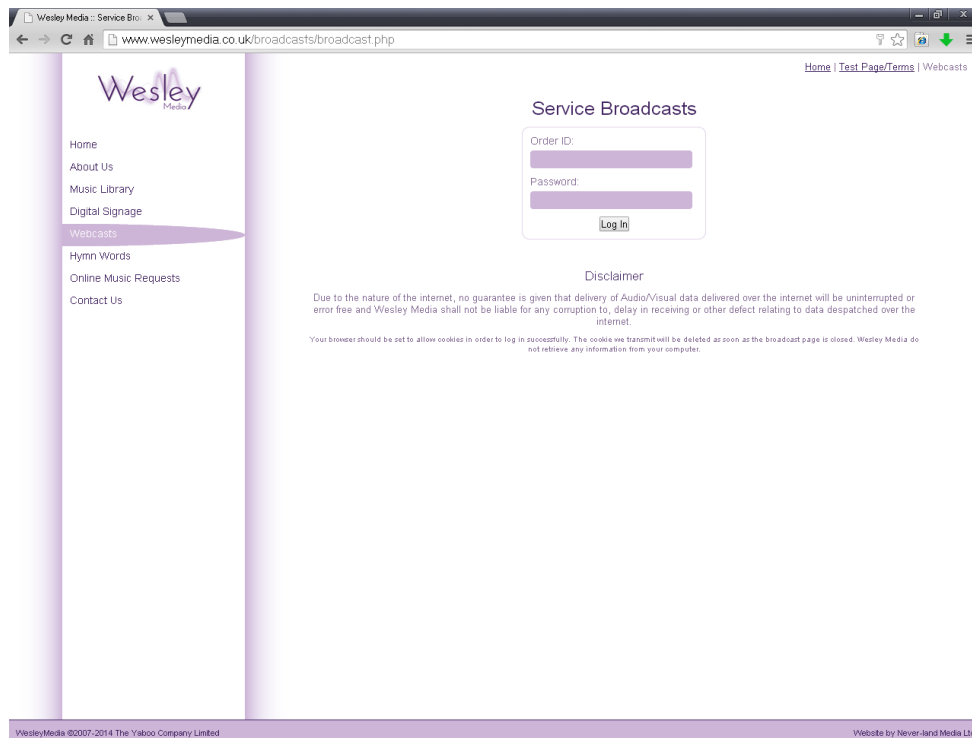 Wesley Media :: Service Bro
www.wesleymedia.co.uk/broadcasts/broadcast.php
Home | Test Page/Terms | Webcasts
Wesley
Media
Home
About Us
Music Library
Digital Signage
Webcasts
Hymn Words
Online Music Requests
Contact Us
Service Broadcasts
Order ID:
Password:
Log In
Disclaimer
Due to the nature of the internet, no guarantee is given that delivery of Audio/Visual data delivered over the internet will be uninterrupted or
error free and Wesley Media shall not be liable for any corruption to, delay in receiving or other defect relating to data despatched over the
internet.
Your browser should be set to allow cookies in order to log in successfully. The cookie we transmit will be deleted as soon as the broadcast page is closed. Wesley Media do
not retrieve any information from your computer.
WesleyMedia ©2007-2014 The Yaboo Company Limited
Website by Never-land Media Lt